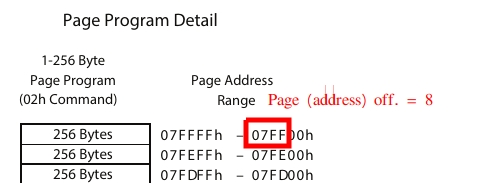 Page Program Detail
1-256 Byte
Page Program
(02h Command)
Page Address
Range
Page (address) off. = 8
256 Bytes 07FFFFh – 07FF00h
256 Bytes 07FEFFh – 07FE00h
256 Bytes 07FDFFh – 07FD00h